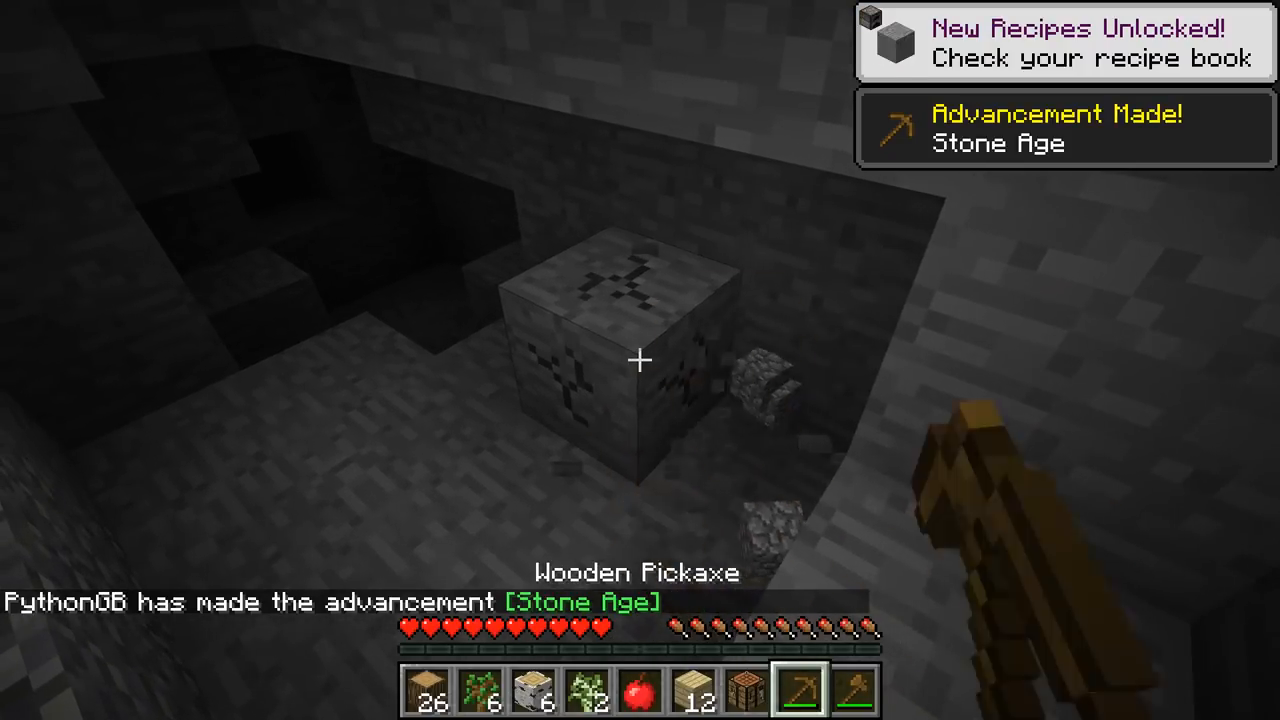 New Recipes Unlocked!
Check your recipe book
Advancement Made!
Stone Age
Wooden Pickaxe
PythonGB has made the advancement [Stone Age]
26 6 6 2 12